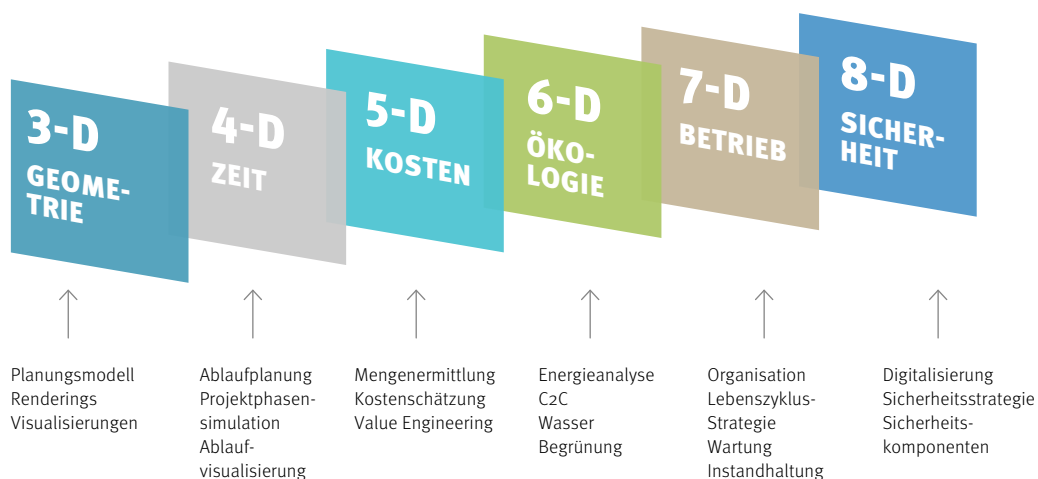 3-D
GEOME-
TRIE
4-D
ZEIT
5-D
KOSTEN
6-D
ÖKO-
LOGIE
7-D
BETRIEB
8-D
SICHER-
HEIT
Planungsmodell
Renderings
Visualisierungen
Ablaufplanung
Projektphasen-
simulation
Ablauf-
visualisierung
Mengenermittlung
Kostenschätzung
Value Engineering
Energieanalyse
C2C
Wasser
Begrünung
Organisation
Lebenszyklus-
Strategie
Wartung
Instandhaltung
Digitalisierung
Sicherheitsstrategie
Sicherheits-
komponenten